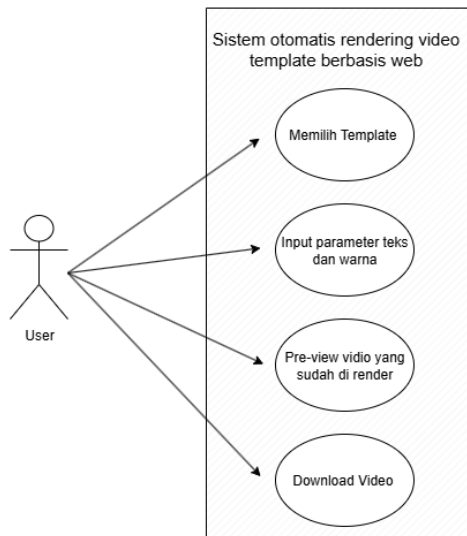 Sistem otomatis rendering video
template berbasis web
Memilih Template
Input parameter teks
dan warna
User
Pre-view vidio yang
sudah di render
Download Video